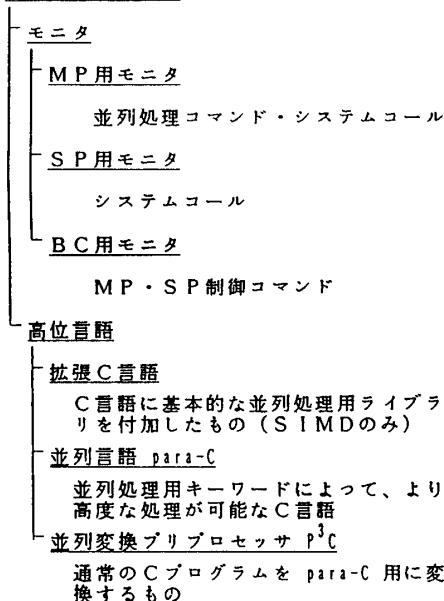 モニタ
MP用モニタ
並列処理コマンド・システムコール
SP用モニタ
システムコール
BC用モニタ
MP・SP制御コマンド
高位言語
拡張C言語
C言語に基本的な並列処理用ライブラ
リを付加したもの(SIMDのみ)
並列言語 para-C
並列処理用キーワードによって、より
高度な処理が可能なC言語
並列変換プリプロセッサ P³C
通常のCプログラムを para-C 用に変
換するもの